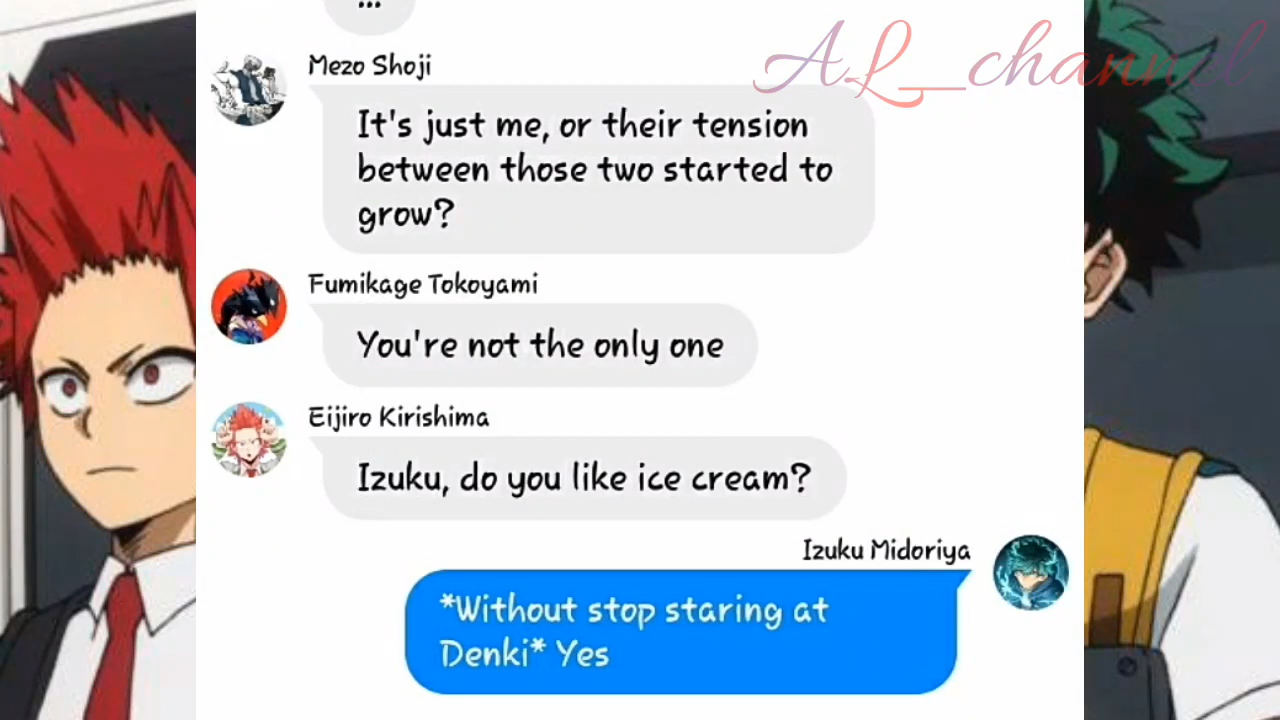 ...
AL_channel
Mezo Shoji
It's just me, or their tension
between those two started to
grow?
Fumikage Tokoyami
You're not the only one
Eijiro Kirishima
Izuku, do you like ice cream?
Izuku Midoriya
*Without stop staring at
Denki* Yes